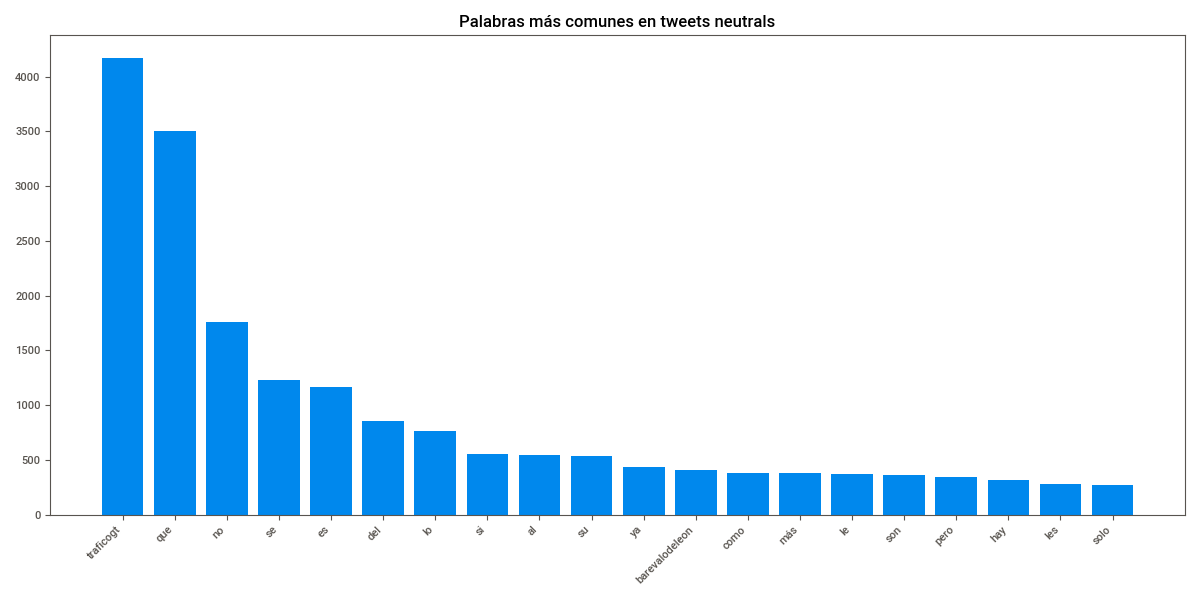 Palabras más comunes en tweets neutrals
4000
3500
3000
2500
2000
1500
1000
500
0
traficogt
que
no
se
es
del
lo
si
al
su
ya
barevalodeleon
como
más
le
son
pero
hay
les
solo